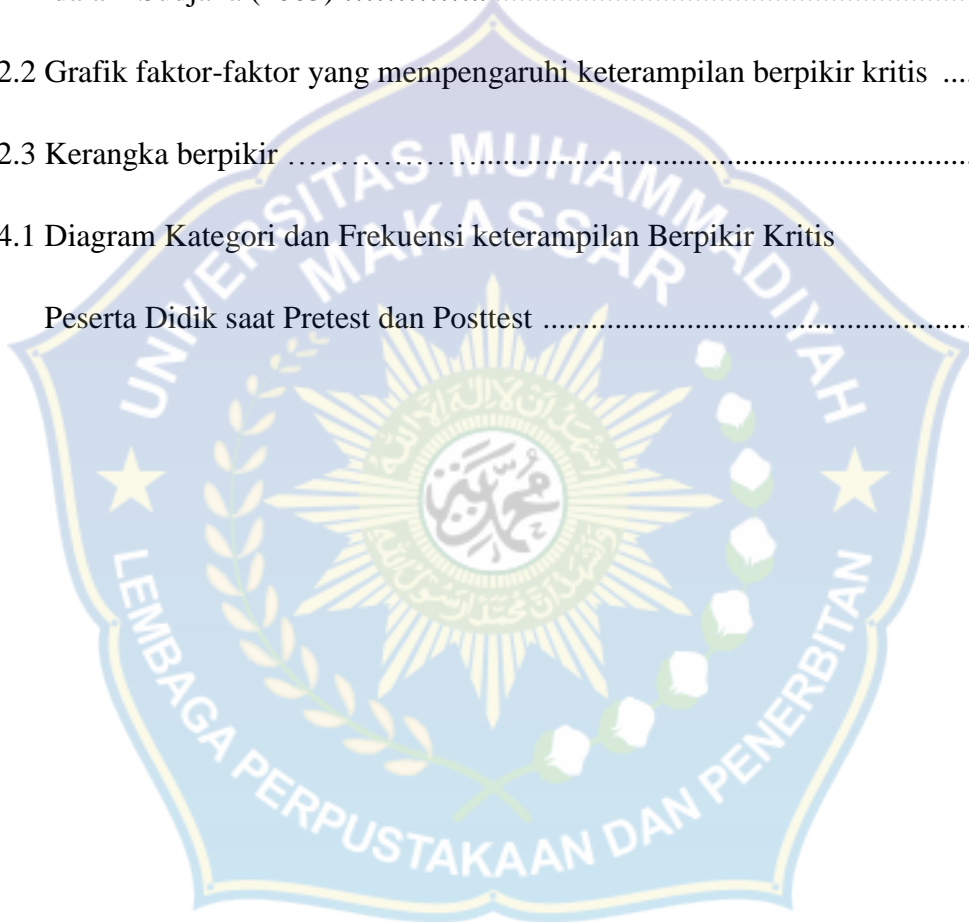 2.2 Grafik faktor-faktor yang mempengaruhi keterampilan berpikir kritis ....
2.3 Kerangka berpikir ……………….....................................................
4.1 Diagram Kategori dan Frekuensi keterampilan Berpikir Kritis
Peserta Didik saat Pretest dan Posttest .............................................
UNIVERSITAS MUHAMMADIYAH
MAKASSAR
محمد
LEMBAGA PERPUSTAKAAN DAN PENERBITAN